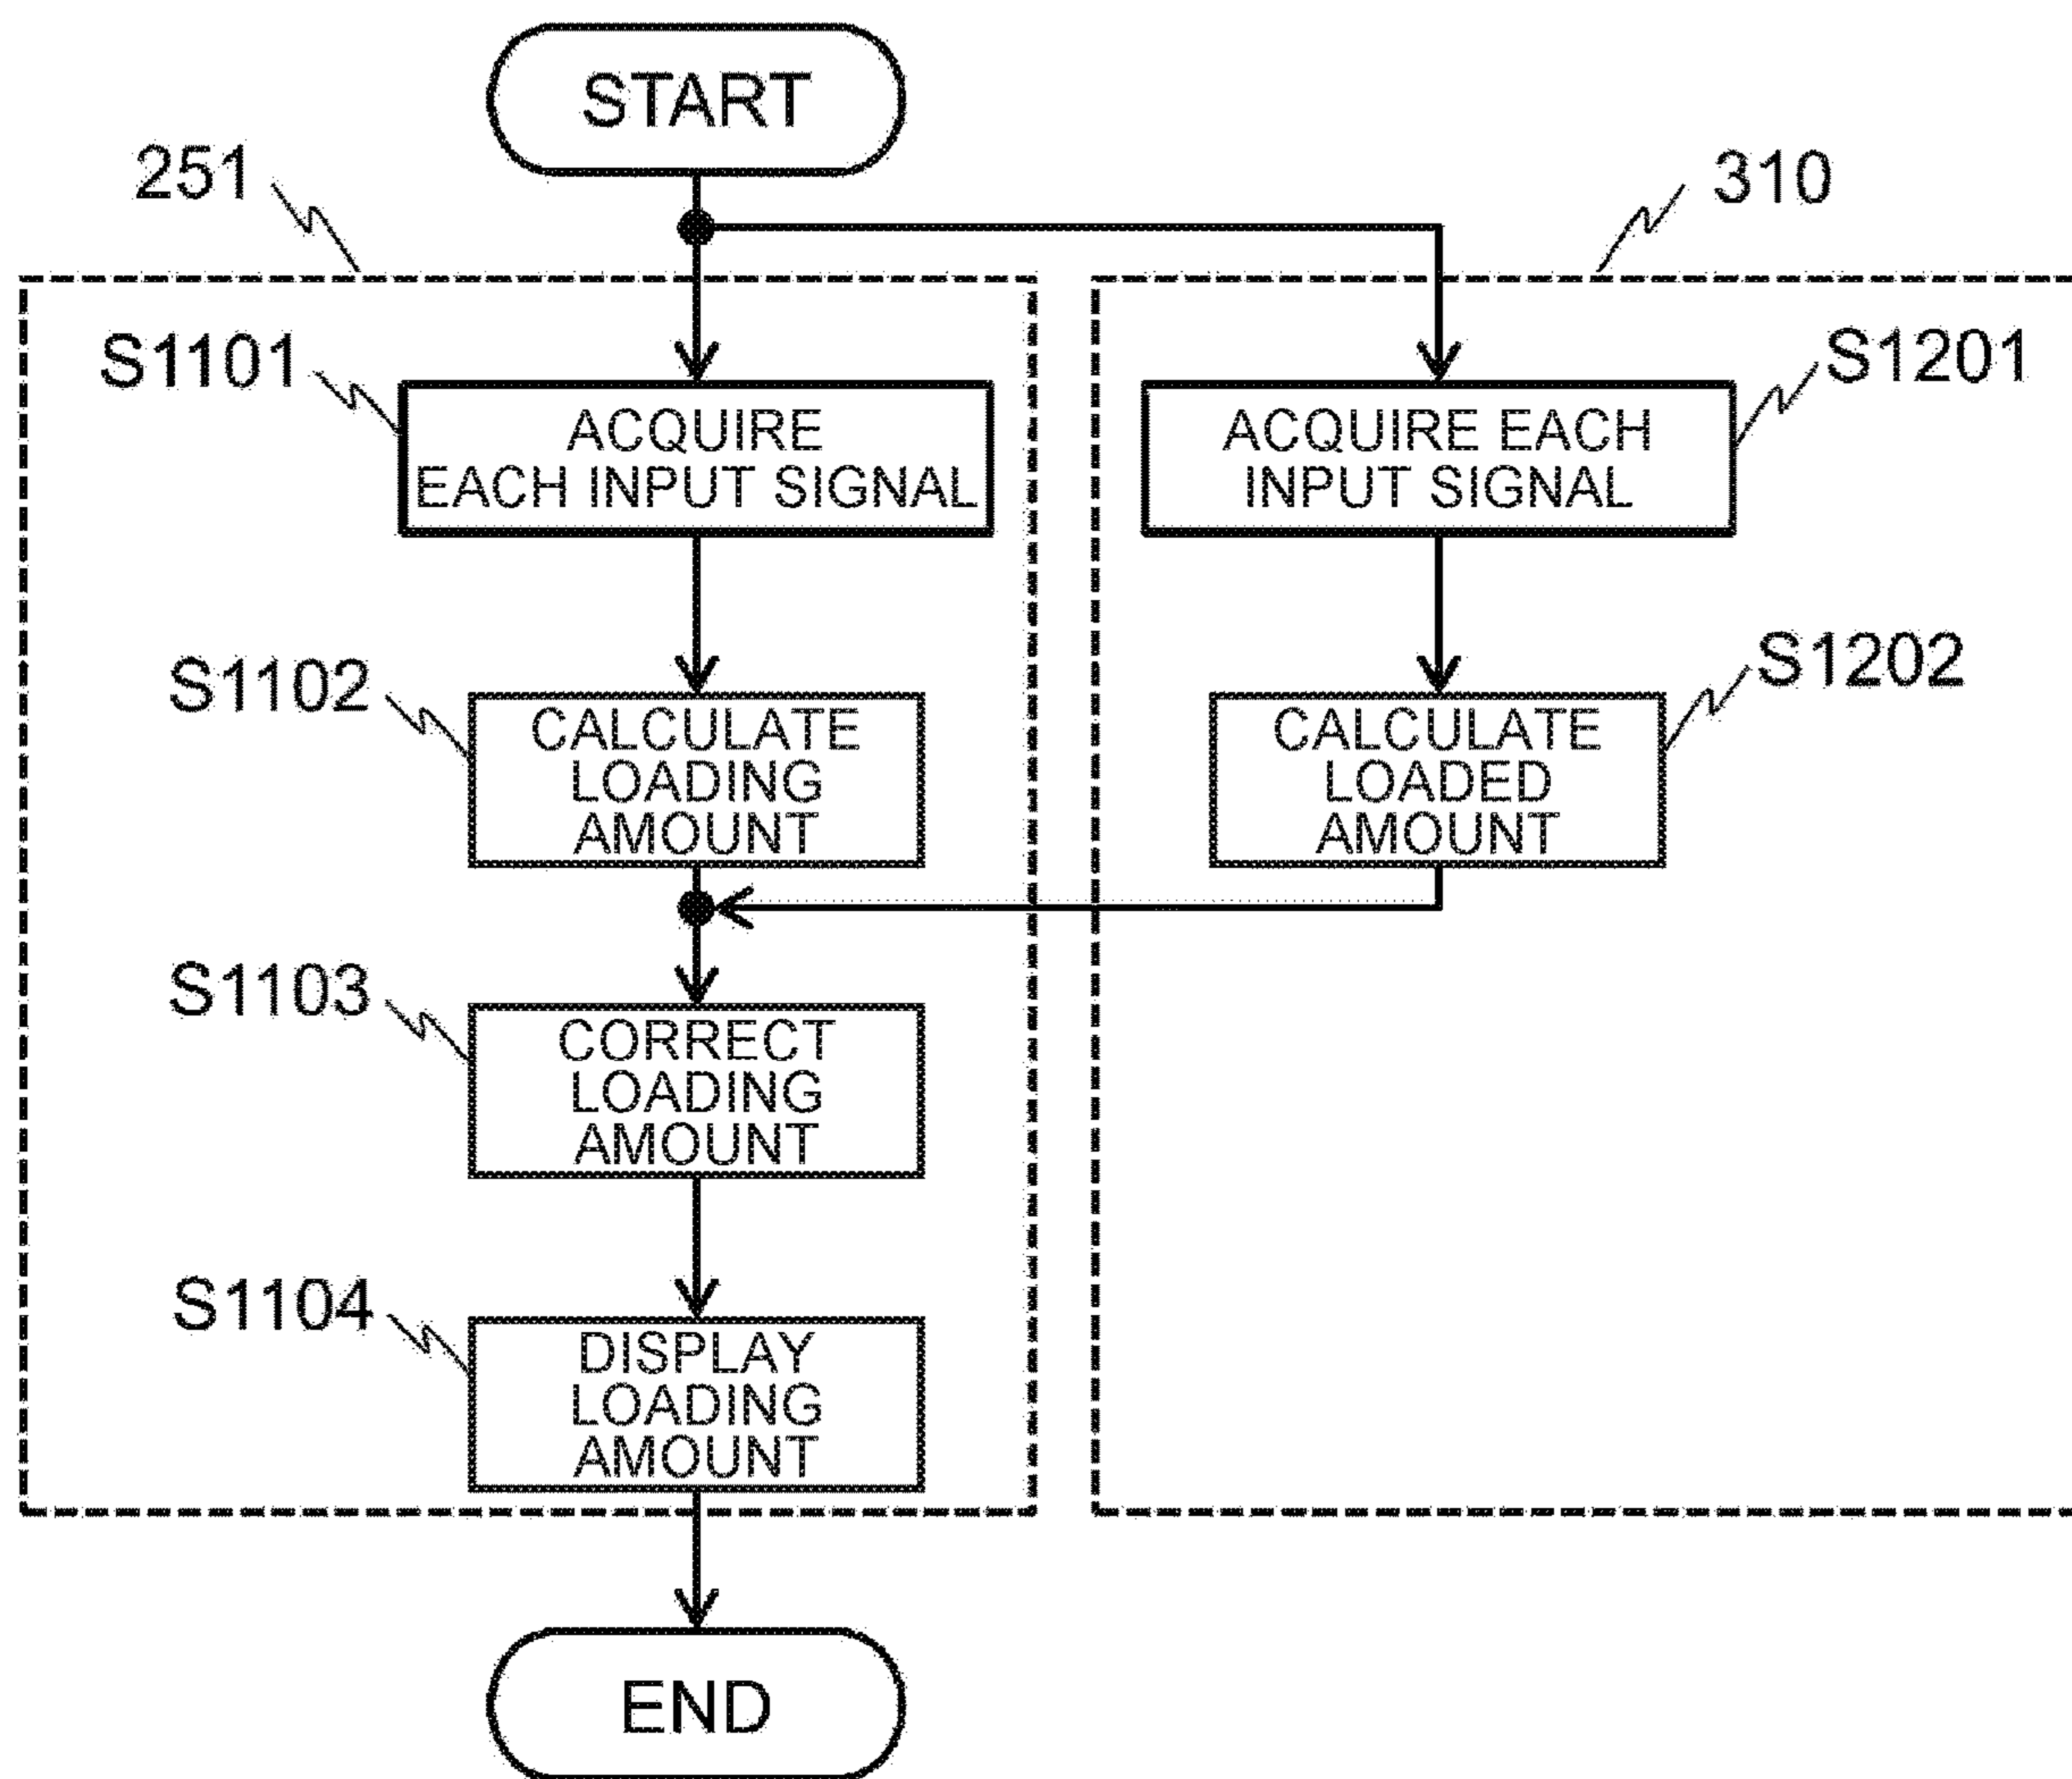 START
251
310
S1101
ACQUIRE
EACH INPUT SIGNAL
ACQUIRE EACH
INPUT SIGNAL
S1201
S1102
CALCULATE
LOADING
AMOUNT
CALCULATE
LOADED
AMOUNT
S1202
S1103
CORRECT
LOADING
AMOUNT
S1104
DISPLAY
LOADING
AMOUNT
END